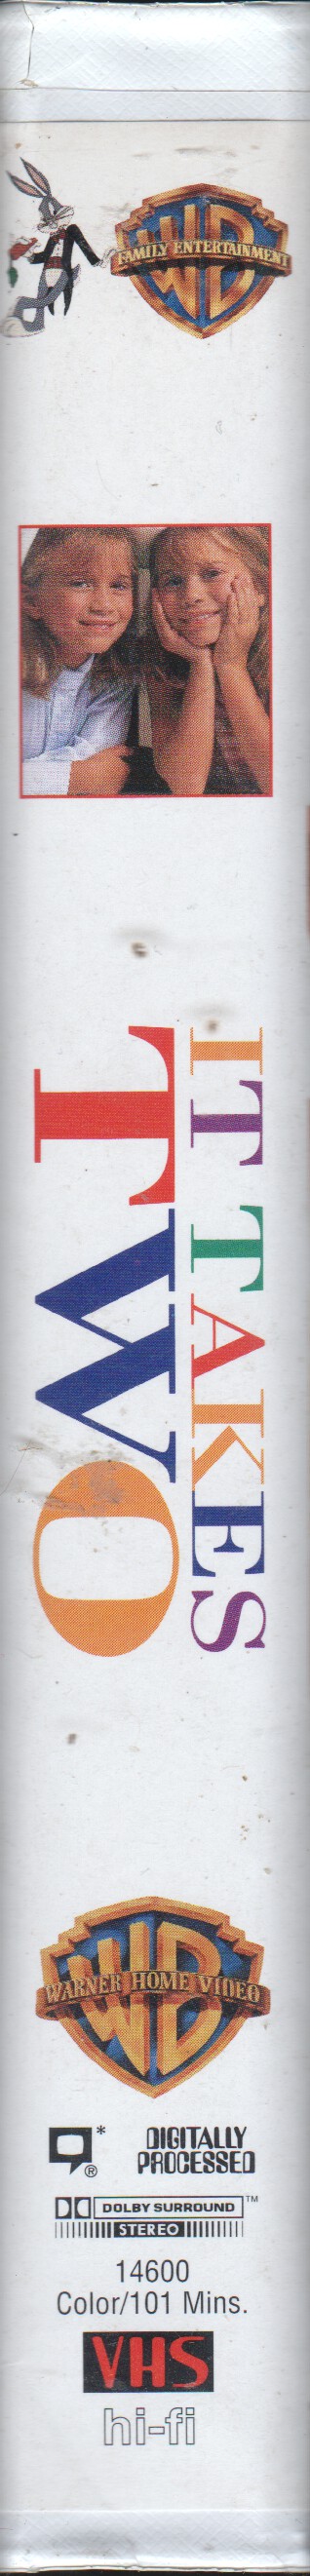 WB
FAMILY ENTERTAINMENT
IT TAKES
TWO
WB
WARNER HOME VIDEO
*
®
DIGITALLY
PROCESSED
DOLBY SURROUND ™
STEREO
14600
Color/101 Mins.
VHS
hi-fi